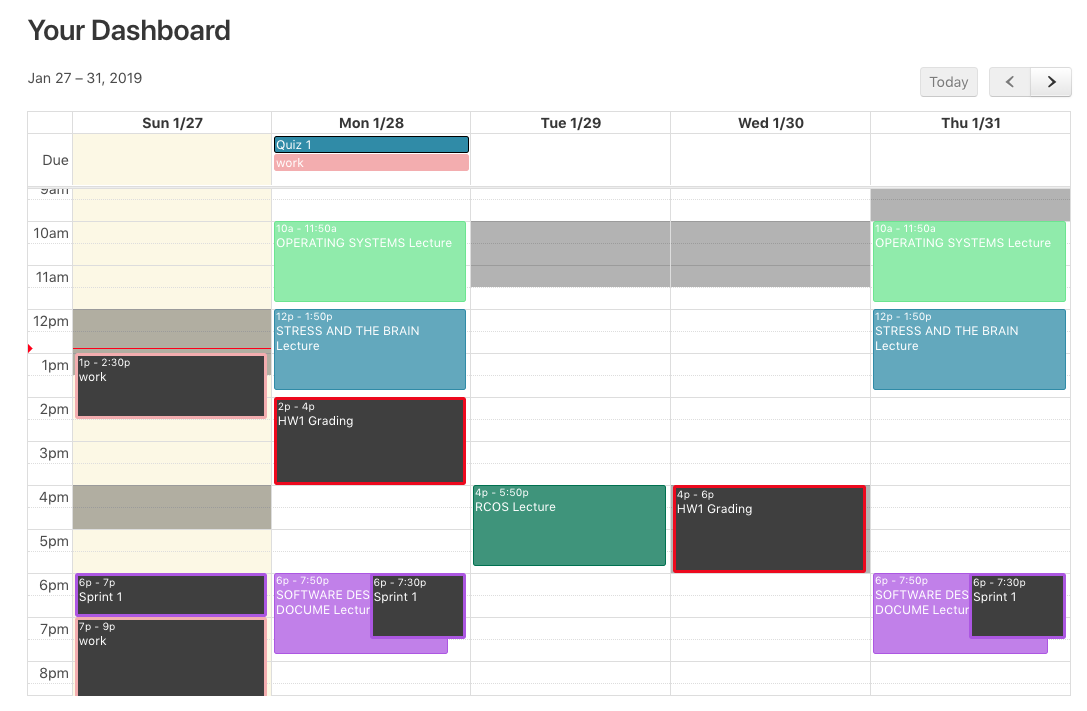 Your Dashboard
Jan 27 – 31, 2019
Today
Sun 1/27
Mon 1/28
Tue 1/29
Wed 1/30
Thu 1/31
Due
Quiz 1
work
9am
10am
10a - 11:50a
OPERATING SYSTEMS Lecture
10a - 11:50a
OPERATING SYSTEMS Lecture
11am
12pm
12p - 1:50p
STRESS AND THE BRAIN
Lecture
12p - 1:50p
STRESS AND THE BRAIN
Lecture
1pm
1p - 2:30p
work
2pm
2p - 4p
HW1 Grading
3pm
4pm
4p - 5:50p
RCOS Lecture
4p - 6p
HW1 Grading
5pm
6pm
6p - 7p
Sprint 1
6p - 7:50p
SOFTWARE DES
DOCUME Lectur
6p - 7:30p
Sprint 1
6p - 7:50p
SOFTWARE DES
DOCUME Lectur
6p - 7:30p
Sprint 1
7pm
7p - 9p
work
8pm